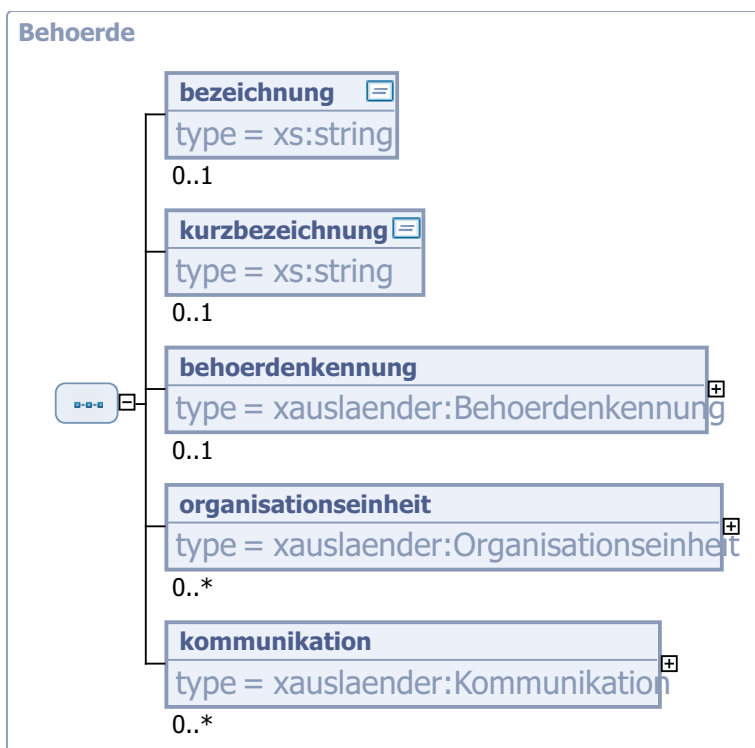 Behoerde
bezeichnung
type = xs:string
0..1
kurzbezeichnung
type = xs:string
0..1
behoerdenkennung
type = xauslaender:Behoerdenkennung
0..1
organisationseinheit
type = xauslaender:Organisationseinheit
0..*
kommunikation
type = xauslaender:Kommunikation
0..*